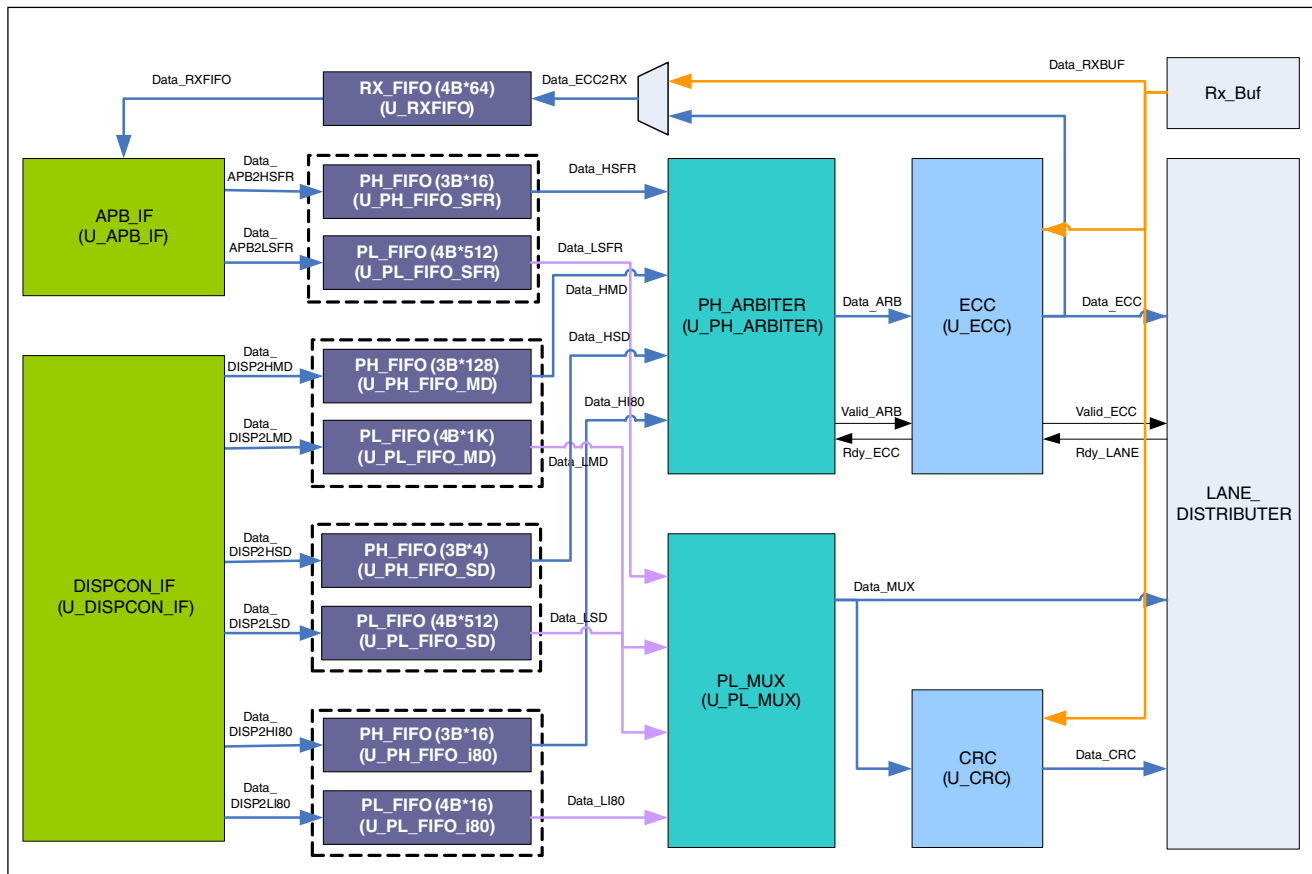 Data_RXFIFO
RX_FIFO (4B*64)
(U_RXFIFO)
Data_ECC2RX
Data_RXBUF
Rx_Buf
APB_IF
(U_APB_IF)
Data_
APB2HSFR
Data_
APB2LSFR
PH_FIFO (3B*16)
(U_PH_FIFO_SFR)
PL_FIFO (4B*512)
(U_PL_FIFO_SFR)
Data_HSFR
Data_LSFR
Data_HMD
Data_HSD
Data_HI80
Data_LMD
PH_ARBITER
(U_PH_ARBITER)
Data_ARB
Valid_ARB
Rdy_ECC
ECC
(U_ECC)
Data_ECC
Valid_ECC
Rdy_LANE
LANE_
DISTRIBUTER
DISPCON_IF
(U_DISPCON_IF)
Data_
DISP2HMD
Data_
DISP2LMD
PH_FIFO (3B*128)
(U_PH_FIFO_MD)
PL_FIFO (4B*1K)
(U_PL_FIFO_MD)
Data_
DISP2HSD
Data_
DISP2LSD
PH_FIFO (3B*4)
(U_PH_FIFO_SD)
PL_FIFO (4B*512)
(U_PL_FIFO_SD)
Data_LSD
Data_
DISP2HI80
Data_
DISP2LI80
PH_FIFO (3B*16)
(U_PH_FIFO_i80)
PL_FIFO (4B*16)
(U_PL_FIFO_i80)
Data_LI80
PL_MUX
(U_PL_MUX)
Data_MUX
CRC
(U_CRC)
Data_CRC